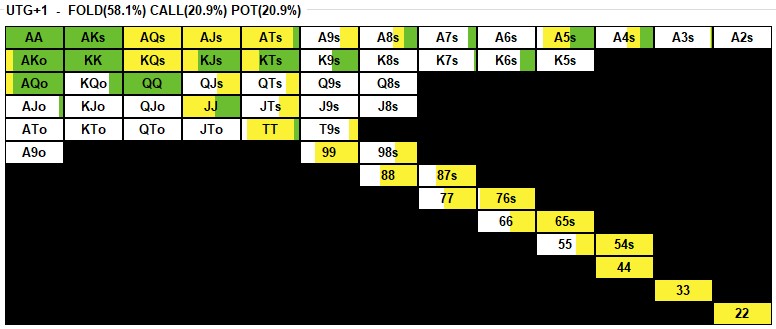 UTG+1 - FOLD(58.1%) CALL(20.9%) POT(20.9%)
AA AKs AQs AJs ATs A9s A8s A7s A6s A5s A4s A3s A2s
AKo KK KQs KJs KTs K9s K8s K7s K6s K5s
AQo KQo QQ QJs QTs Q9s Q8s
AJo KJo QJo JJ JTs J9s J8s
ATo KTo QTo JTo TT T9s
A9o 99 98s
88 87s
77 76s
66 65s
55 54s
44
33
22